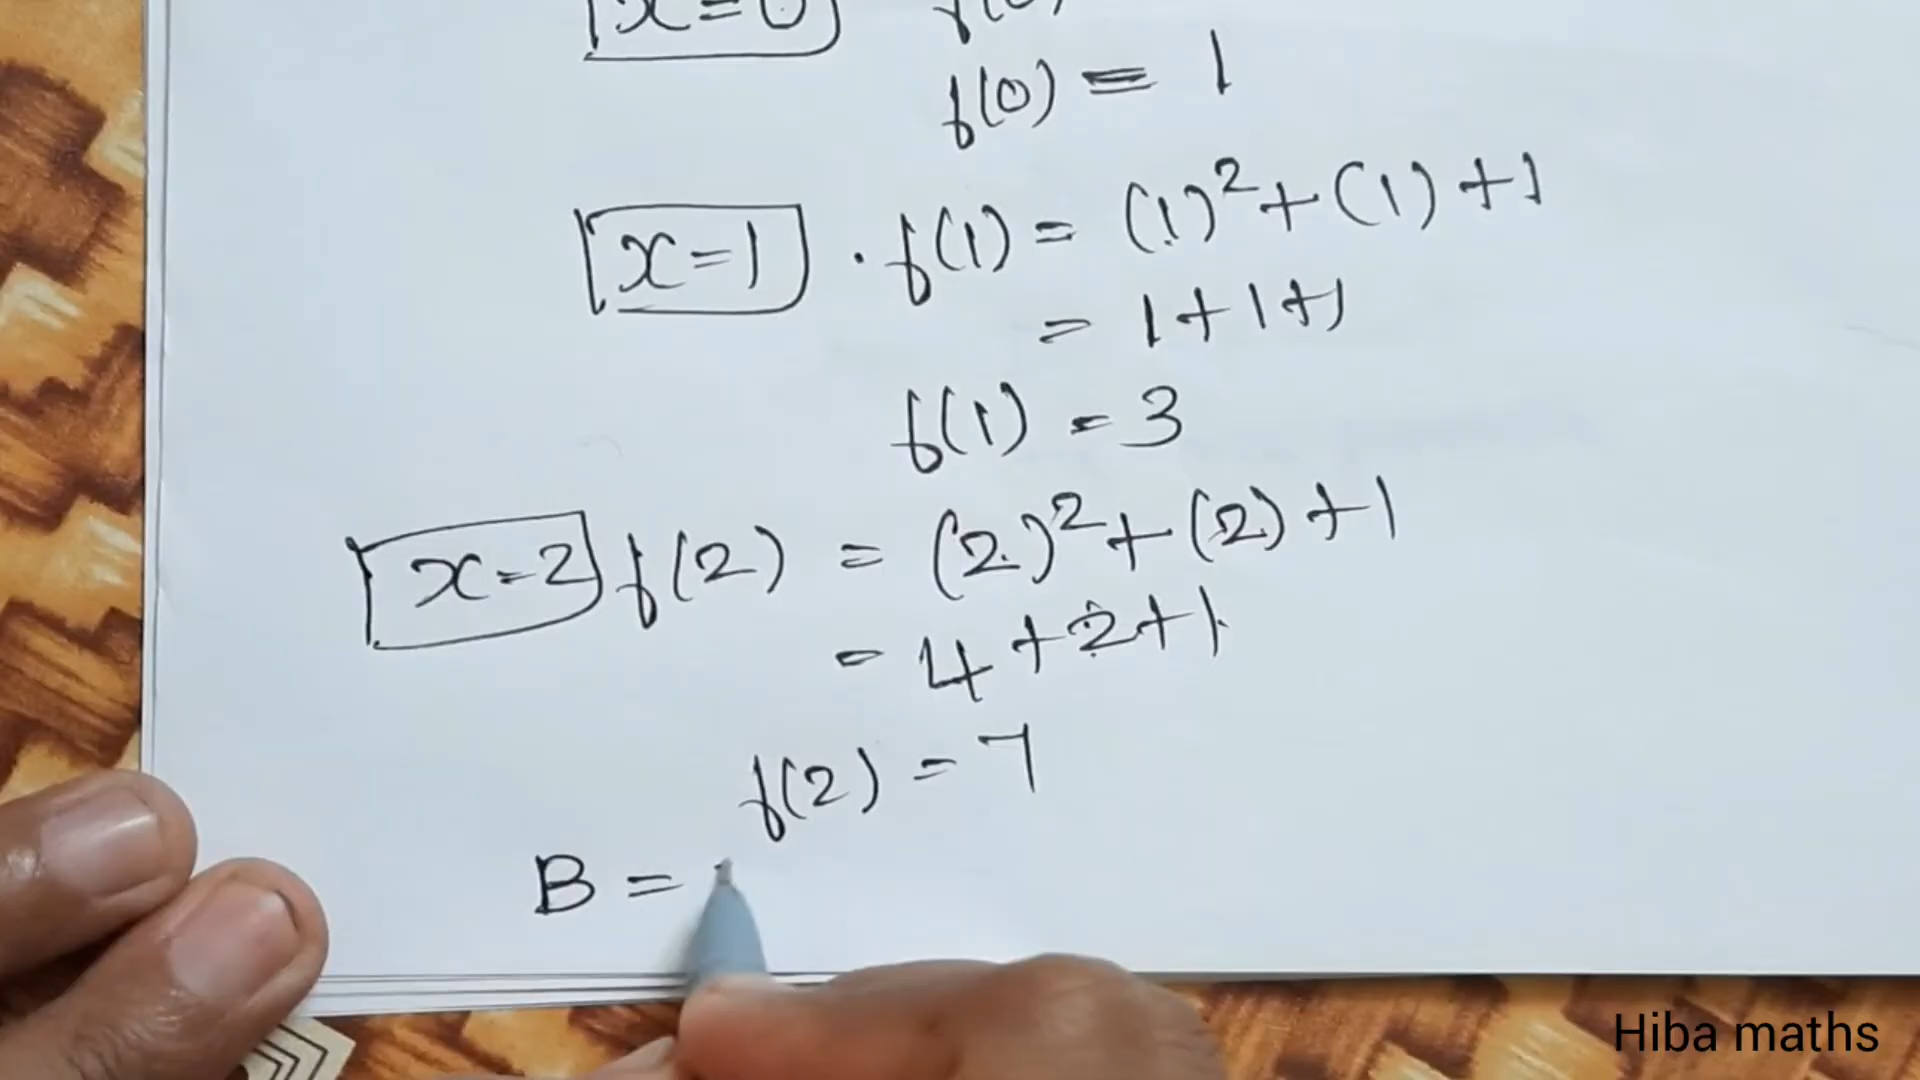 x=0
f(0) = 1
x=1 . f(1) = (1)²+(1)+1
= 1+1+1
f(1) = 3
x=2 f(2) = (2)²+(2)+1
= 4+2+1
f(2) = 7
B =
Hiba maths